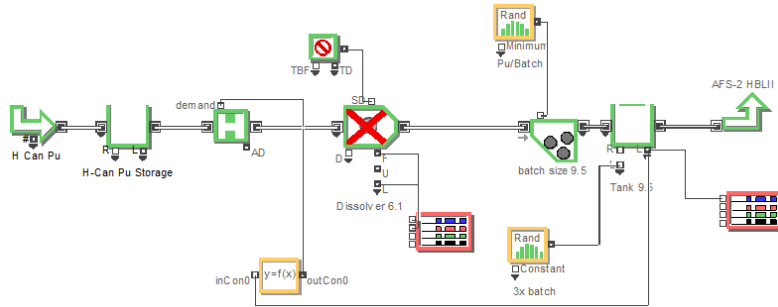 Rand
Minimum
Pu/Batch
TBF
TD
AFS-2 HBLII
demand
SD
#
H Can Pu
R
L
H-Can Pu Storage
AD
D
F
U
L
Dissolver 6.1
batch size 9.5
R
L
Tank 9.5
Rand
Constant
3x batch
inCon0
y=f(x)
outCon0